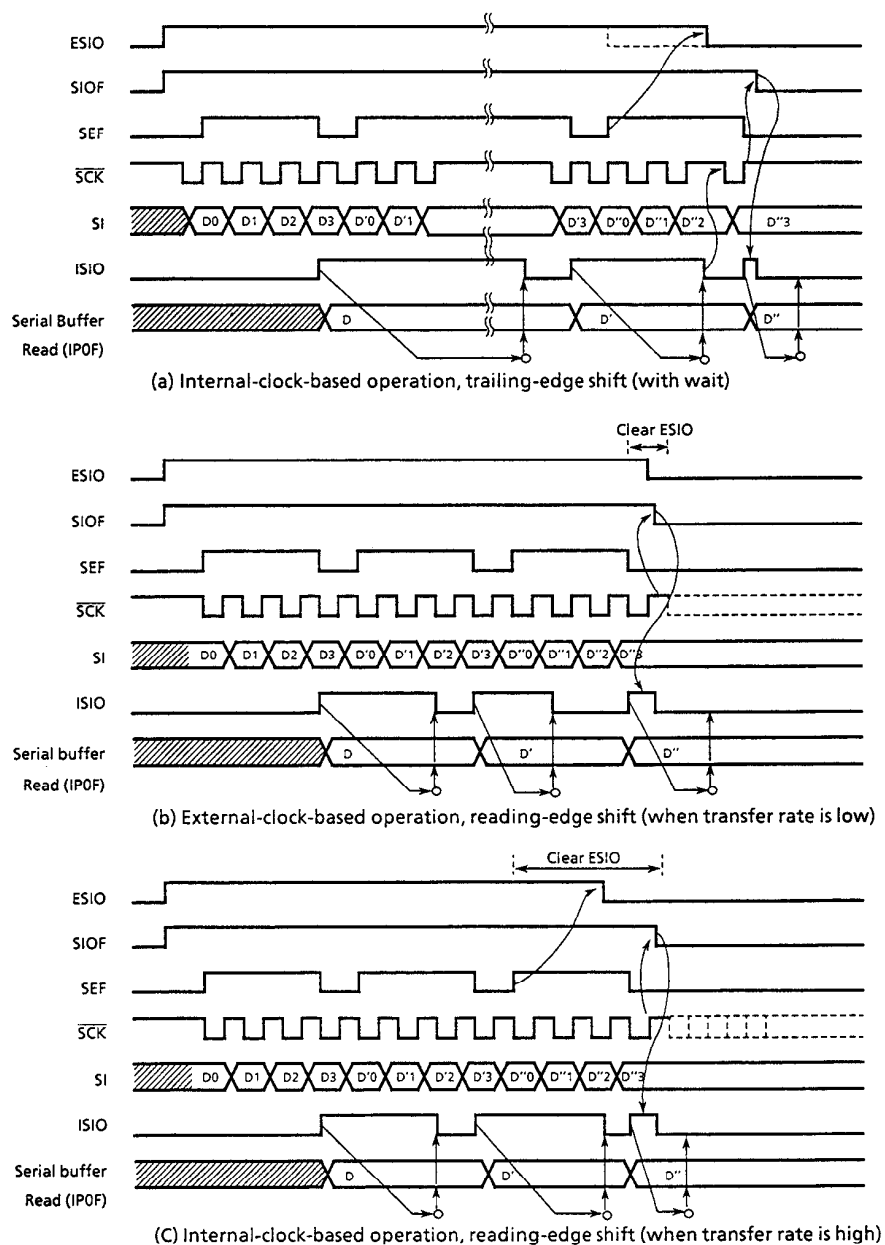 ESIO
SIOF
SEF
SCK
SI D0 D1 D2 D3 D'0 D'1 D'3 D''0 D''1 D''2 D''3
ISIO
Serial Buffer D D' D''
Read (IP0F)
(a) Internal-clock-based operation, trailing-edge shift (with wait)
Clear ESIO
ESIO
SIOF
SEF
SCK
SI D0 D1 D2 D3 D'0 D'1 D'2 D'3 D''0 D''1 D''2 D''3
ISIO
Serial buffer D D' D''
Read (IP0F)
(b) External-clock-based operation, reading-edge shift (when transfer rate is low)
Clear ESIO
ESIO
SIOF
SEF
SCK
SI D0 D1 D2 D3 D'0 D'1 D'2 D'3 D''0 D''1 D''2 D''3
ISIO
Serial buffer D D' D''
Read (IP0F)
(C) Internal-clock-based operation, reading-edge shift (when transfer rate is high)